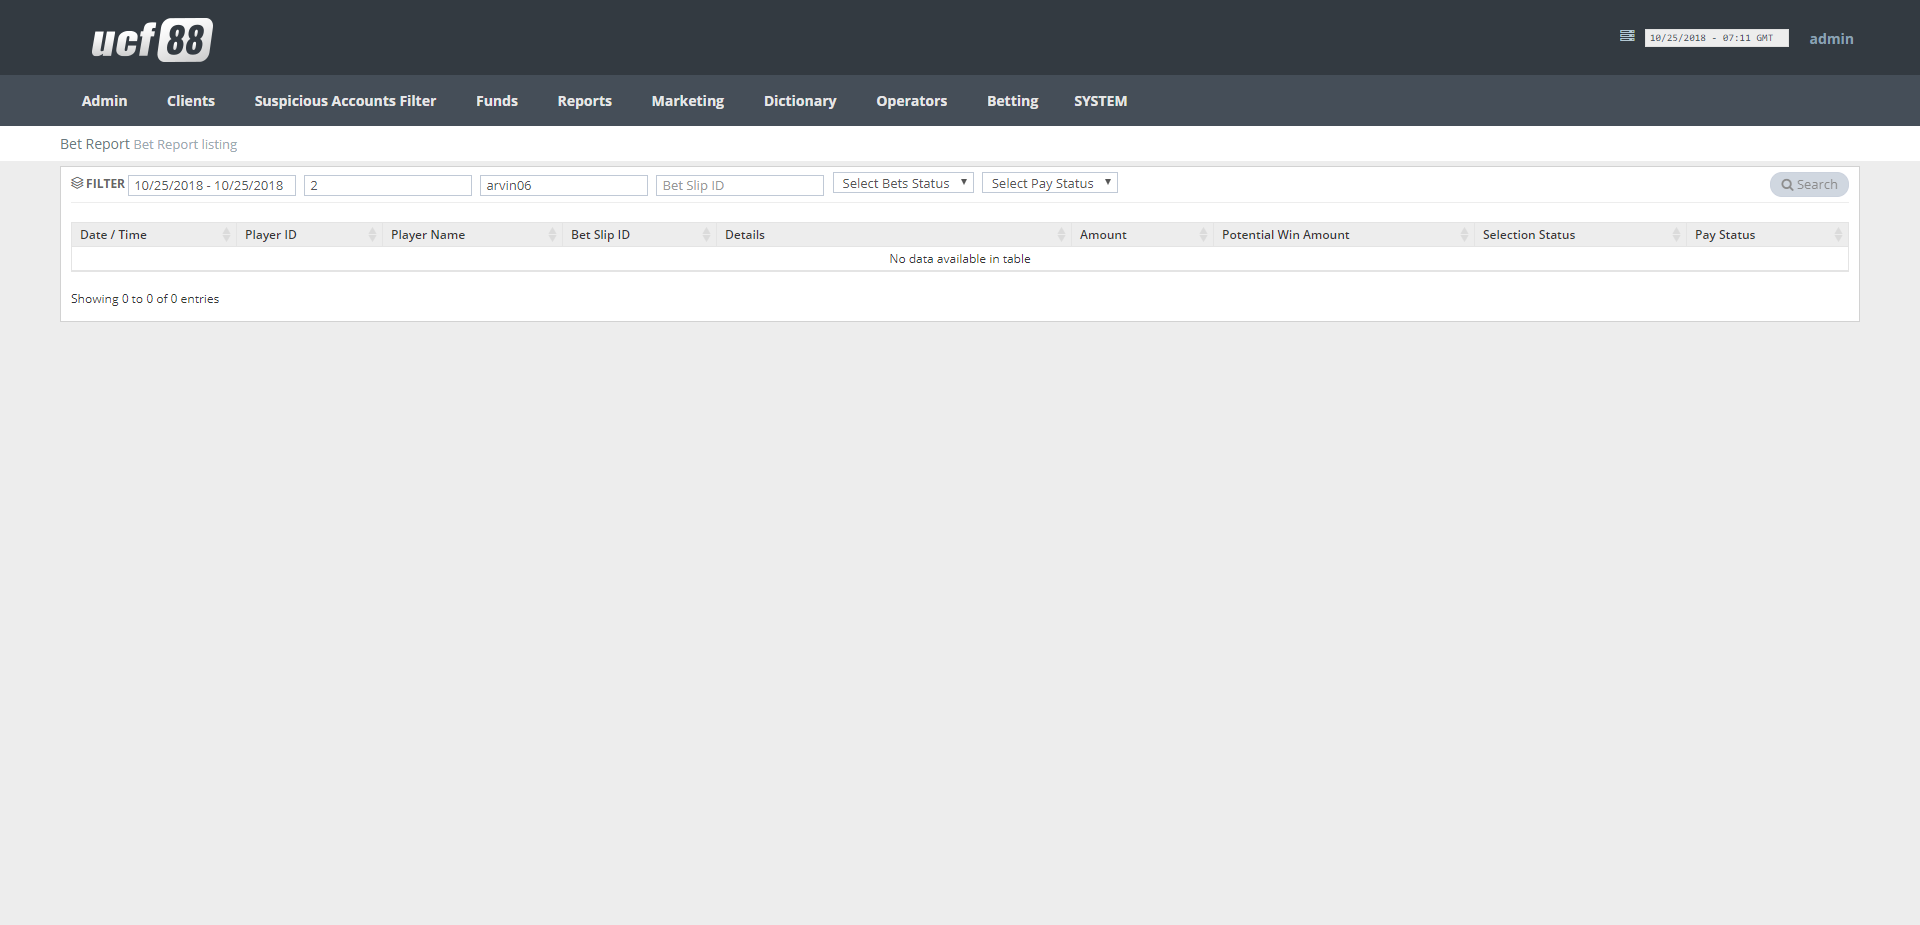 ucf 88
10/25/2018 - 07:11 GMT
admin
Admin Clients Suspicious Accounts Filter Funds Reports Marketing Dictionary Operators Betting SYSTEM
Bet Report Bet Report listing
FILTER 10/25/2018 - 10/25/2018 2 arvin06 Bet Slip ID Select Bets Status Select Pay Status Search
Date / Time Player ID Player Name Bet Slip ID Details Amount Potential Win Amount Selection Status Pay Status
No data available in table
Showing 0 to 0 of 0 entries